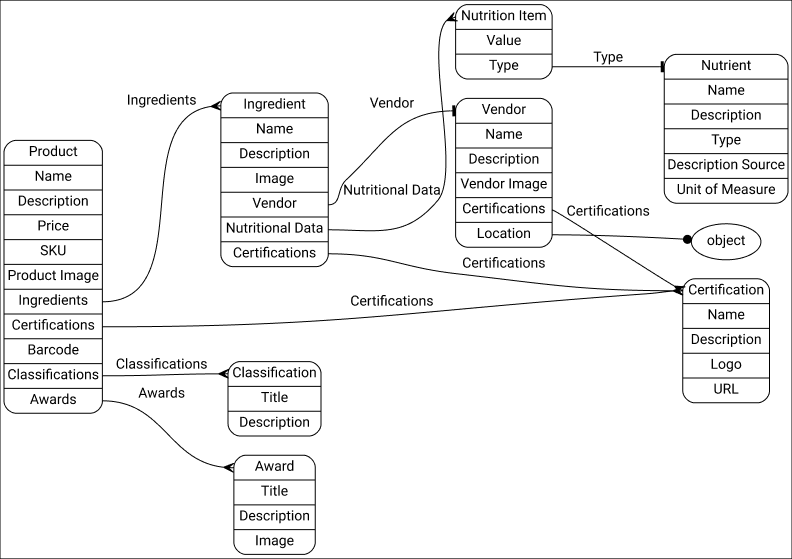 Product
Name
Description
Price
SKU
Product Image
Ingredients
Certifications
Barcode
Classifications
Awards
Ingredients
Certifications
Classifications
Awards
Ingredient
Name
Description
Image
Vendor
Nutritional Data
Certifications
Vendor
Nutritional Data
Certifications
Classification
Title
Description
Award
Title
Description
Image
Nutrition Item
Value
Type
Type
Vendor
Name
Description
Vendor Image
Certifications
Location
Certifications
Nutrient
Name
Description
Type
Description Source
Unit of Measure
object
Certification
Name
Description
Logo
URL